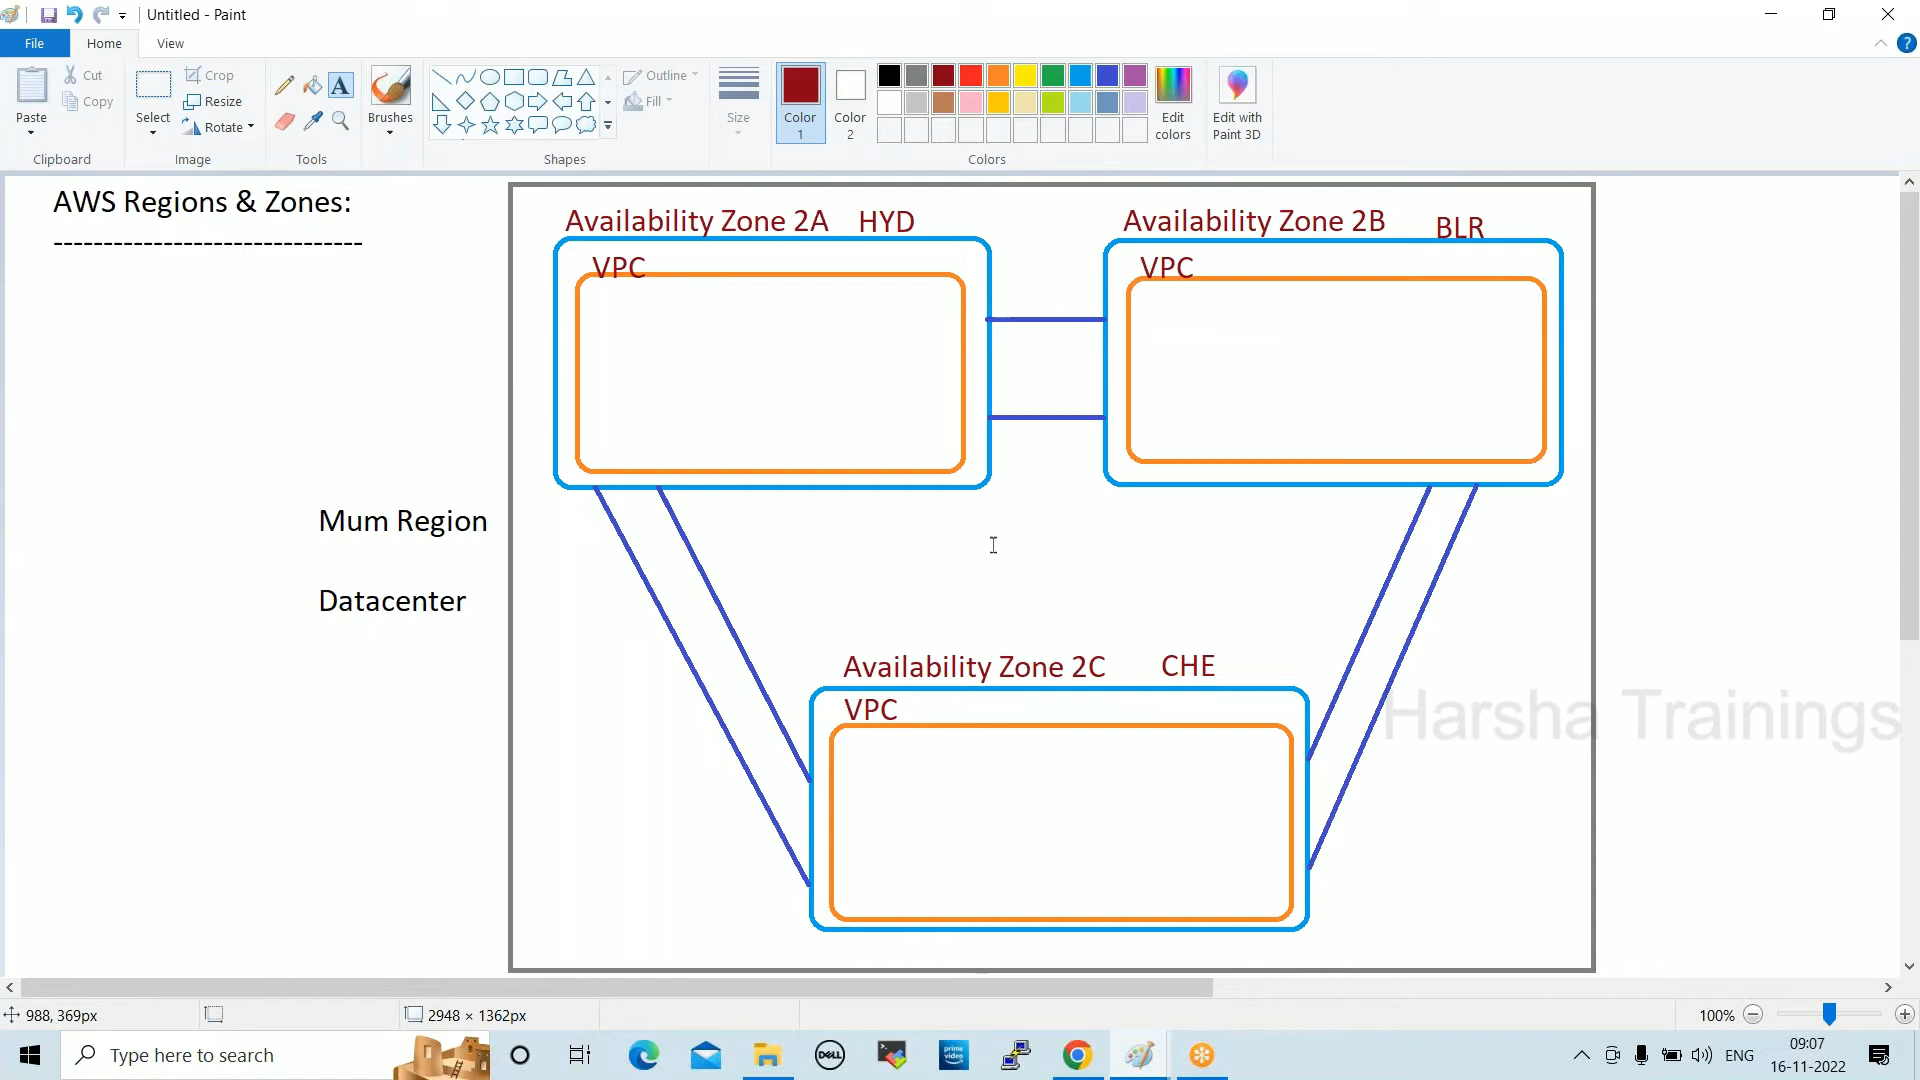 Untitled - Paint
File Home View
Paste
Cut
Copy
Clipboard
Select
Crop
Resize
Rotate
Image
A
Tools
Brushes
Shapes
Outline
Fill
Size
Color 1
Color 2
Edit colors
Edit with Paint 3D
Colors
AWS Regions & Zones:
-------------------------------
Availability Zone 2A HYD
Availability Zone 2B BLR
VPC
VPC
Mum Region
Datacenter
Availability Zone 2C CHE
VPC
Harsha Trainings
988, 369px
2948 × 1362px
100%
Type here to search
DELL
prime video
ENG
09:07
16-11-2022